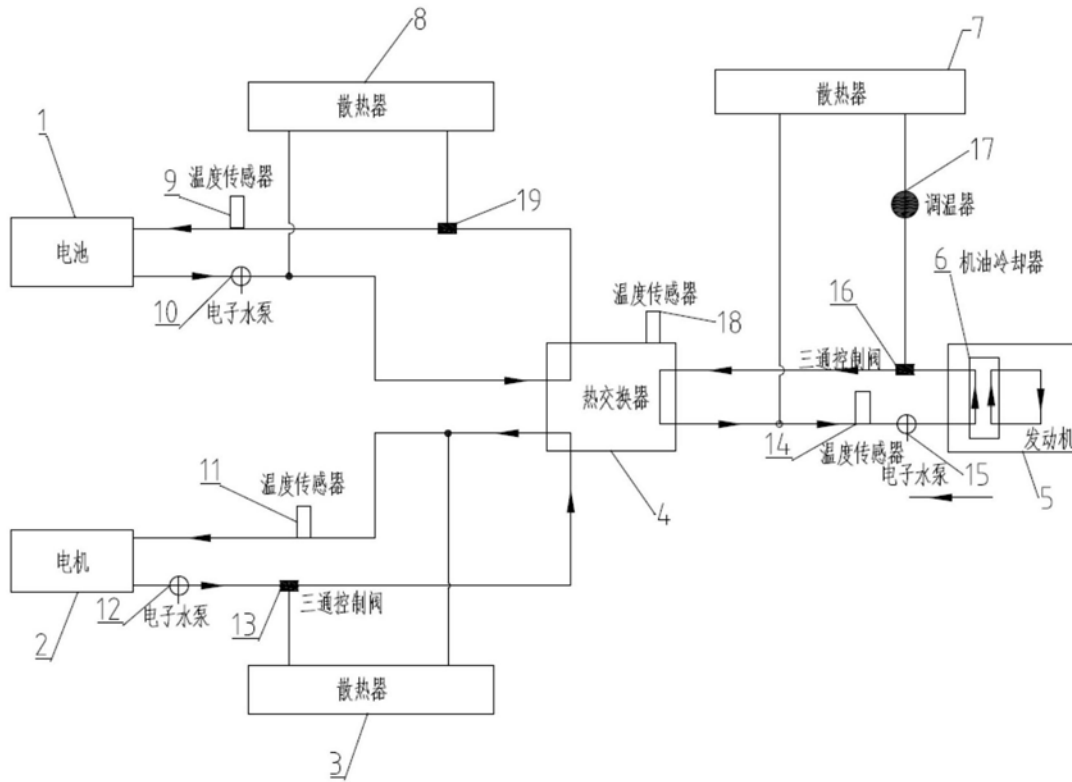 8
7
散热器
散热器
1
17
9
温度传感器
19
调温器
电池
6
机油冷却器
温度传感器
10
电子水泵
18
16
三通控制阀
热交换器
14
温度传感器
发动机
11
温度传感器
电子水泵
15
5
4
电机
12
电子水泵
13
三通控制阀
2
散热器
3